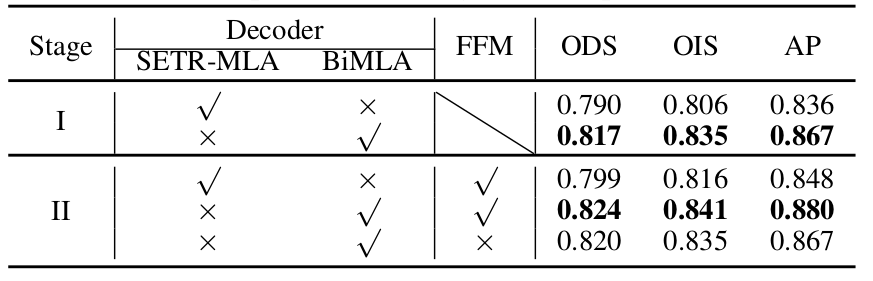 Decoder
Stage FFM ODS OIS AP
SETR-MLA BiMLA
√ × 0.790 0.806 0.836
I
× √ 0.817 0.835 0.867
√ × √ 0.799 0.816 0.848
II × √ √ 0.824 0.841 0.880
× √ × 0.820 0.835 0.867